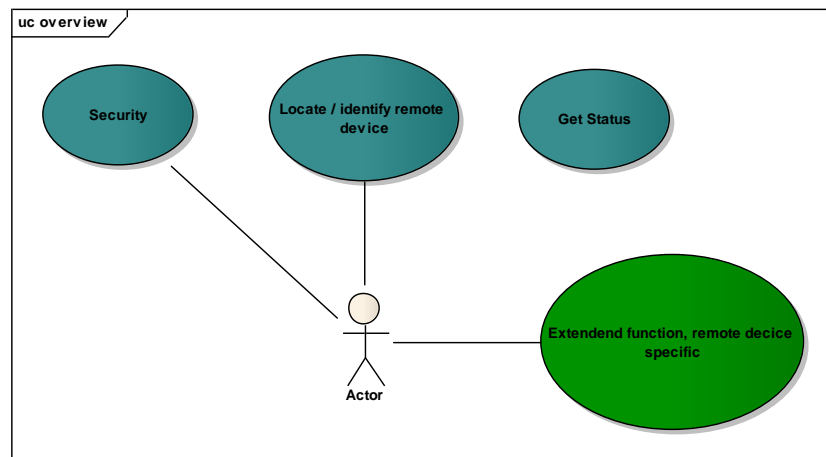 uc overview
Security
Locate / identify remote
device
Get Status
Extendend function, remote decice
specific
Actor